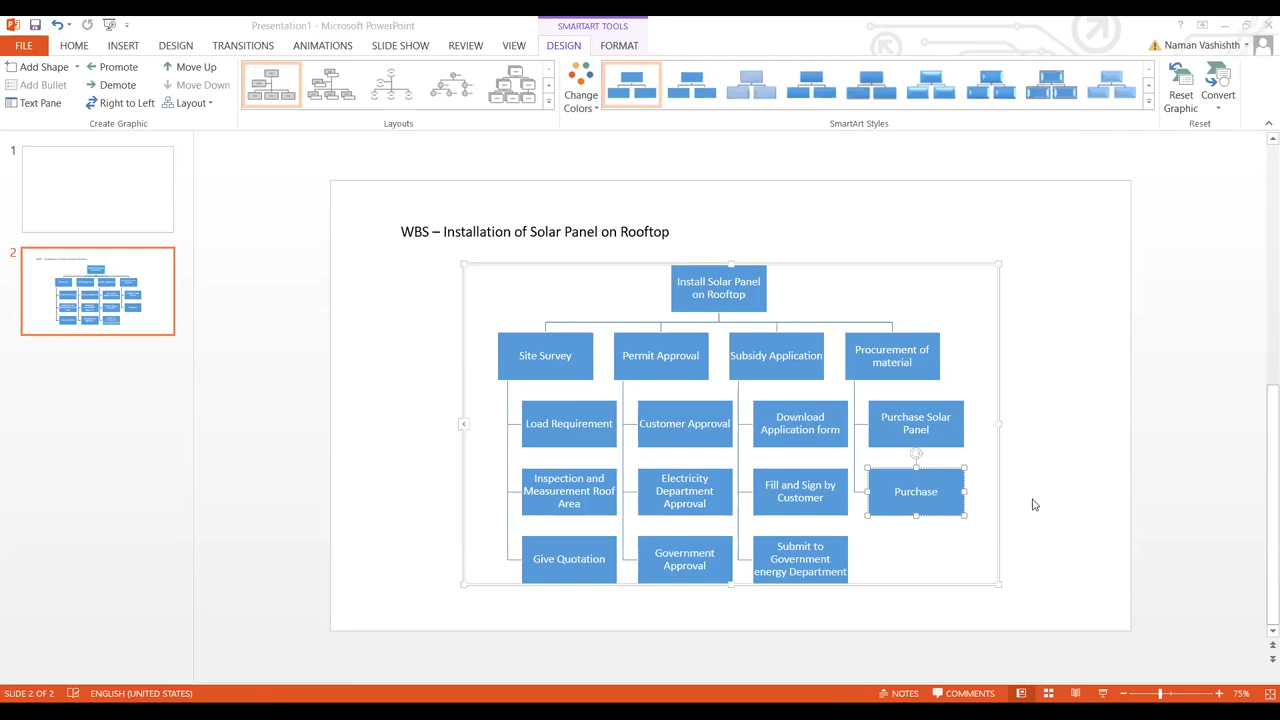 Presentation1 - Microsoft PowerPoint
SMARTART TOOLS
FILE HOME INSERT DESIGN TRANSITIONS ANIMATIONS SLIDE SHOW REVIEW VIEW DESIGN FORMAT
Naman Vashishth
Add Shape Promote Move Up
Add Bullet Demote Move Down
Text Pane Right to Left Layout
Change Colors
Reset Graphic
Convert
Create Graphic Layouts SmartArt Styles Reset
1
2
WBS – Installation of Solar Panel on Rooftop
Install Solar Panel
on Rooftop
Site Survey
Permit Approval
Subsidy Application
Procurement of
material
Load Requirement
Customer Approval
Download
Application form
Purchase Solar
Panel
Inspection and
Measurement Roof
Area
Electricity
Department
Approval
Fill and Sign by
Customer
Purchase
Give Quotation
Government
Approval
Submit to
Government
energy Department
SLIDE 2 OF 2 ENGLISH (UNITED STATES) NOTES COMMENTS 75%